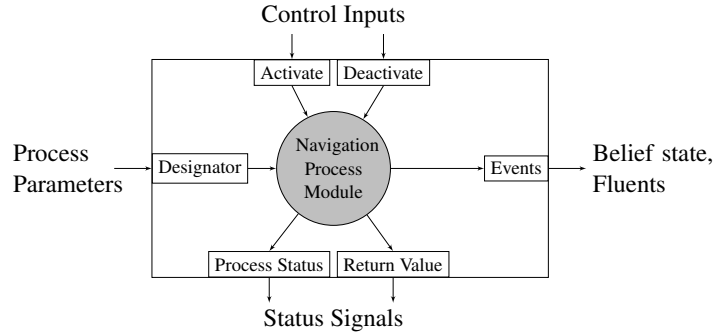 Control Inputs
Activate
Deactivate
Process
Parameters
Designator
Navigation
Process
Module
Events
Belief state,
Fluents
Process Status
Return Value
Status Signals